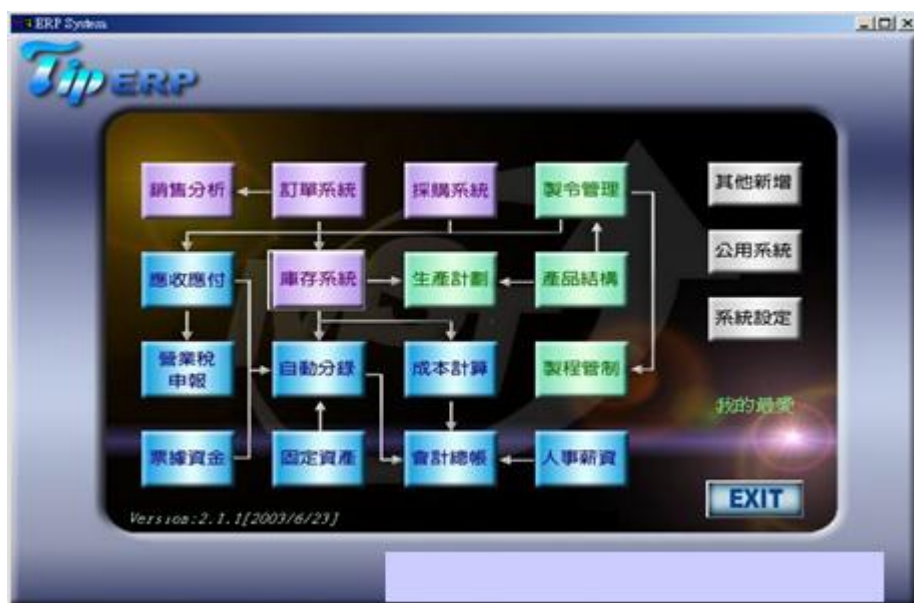 ERP System
Tip ERP
銷售分析
訂單系統
採購系統
製令管理
其他新增
應收應付
庫存系統
生產計劃
產品結構
公用系統
系統設定
營業稅
申報
自動分錄
成本計算
製程管制
我的最愛
票據資金
固定資產
會計總帳
人事薪資
EXIT
Version:2.1.1[2003/6/23]